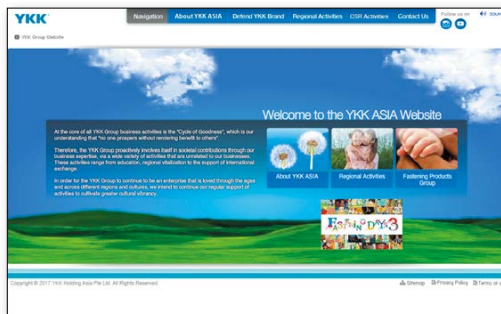 YKK
Navigation About YKK ASIA Defend YKK Brand Regional Activities CSR Activities Contact Us
Follow us on
YKK Group Website
Welcome to the YKK ASIA Website
At the core of all YKK Group business activities is the "Cycle of Goodness", which is our
understanding that "no one prospers without rendering benefit to others".
Therefore, the YKK Group proactively involves itself in societal contributions through our
business expertise, via a wide variety of activities that are unrelated to our businesses.
These activities range from education, regional vitalization to the support of international
exchange.
In order for the YKK Group to continue to be an enterprise that is loved through the ages
and across different regions and cultures, we intend to continue our regular support of
activities to cultivate greater cultural vibrancy.
About YKK ASIA
Regional Activities
Fastening Products
Group
FASTENING DAYS 3
Copyright © 2017 YKK Holding Asia Pte Ltd. All Rights Reserved.
Sitemap Privacy Policy Terms of u